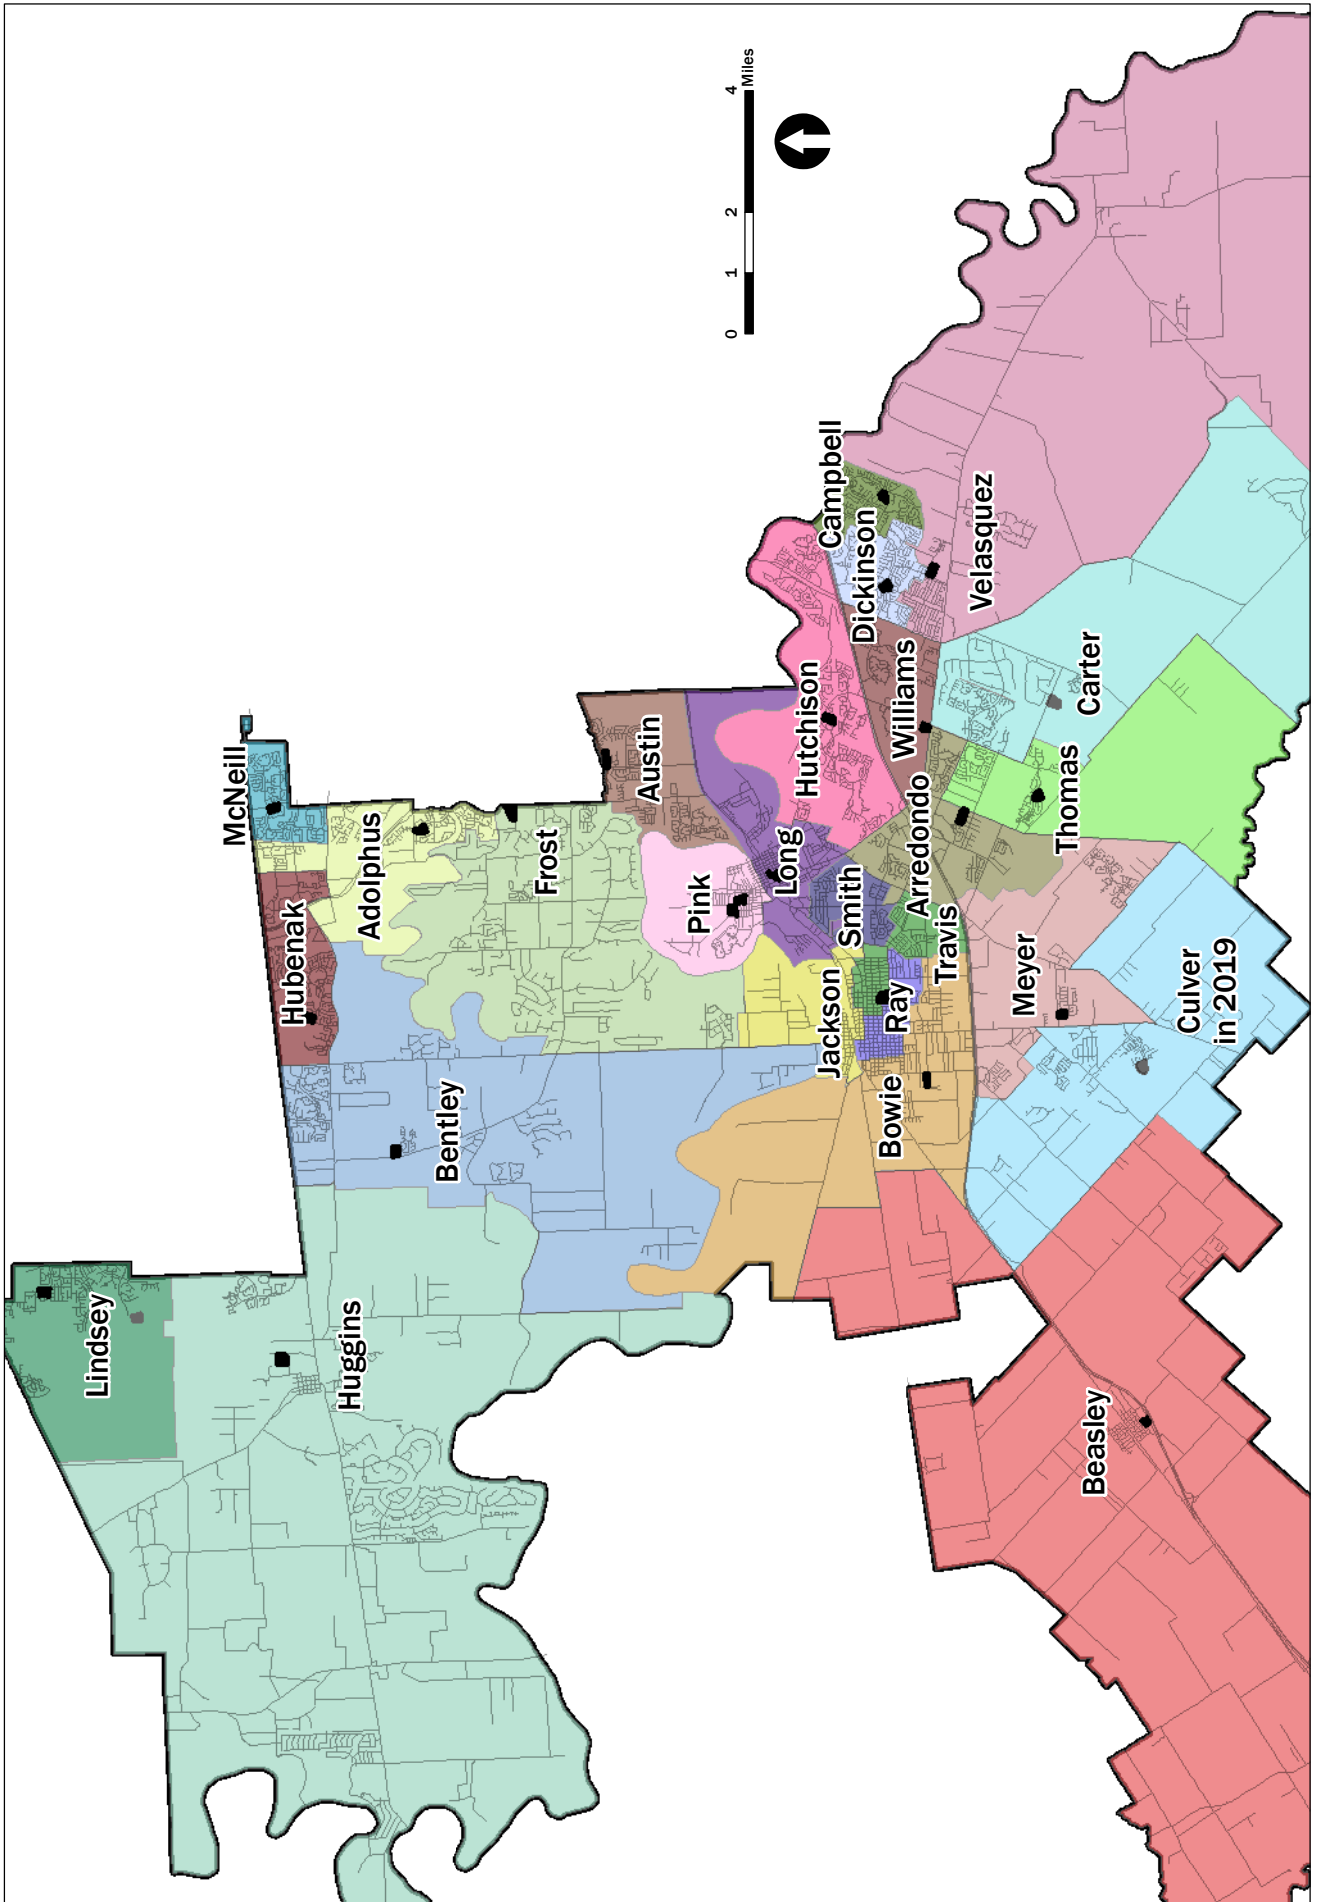 Lindsey
Huggins
McNeill
Hubenak
Adolphus
Bentley
Frost
Austin
Pink
Long
Hutchison
Campbell
Dickinson
Williams
Velasquez
Smith
Jackson
Arredondo
Travis
Ray
Bowie
Carter
Thomas
Meyer
Culver
in 2019
Beasley
0 1 2 4
Miles